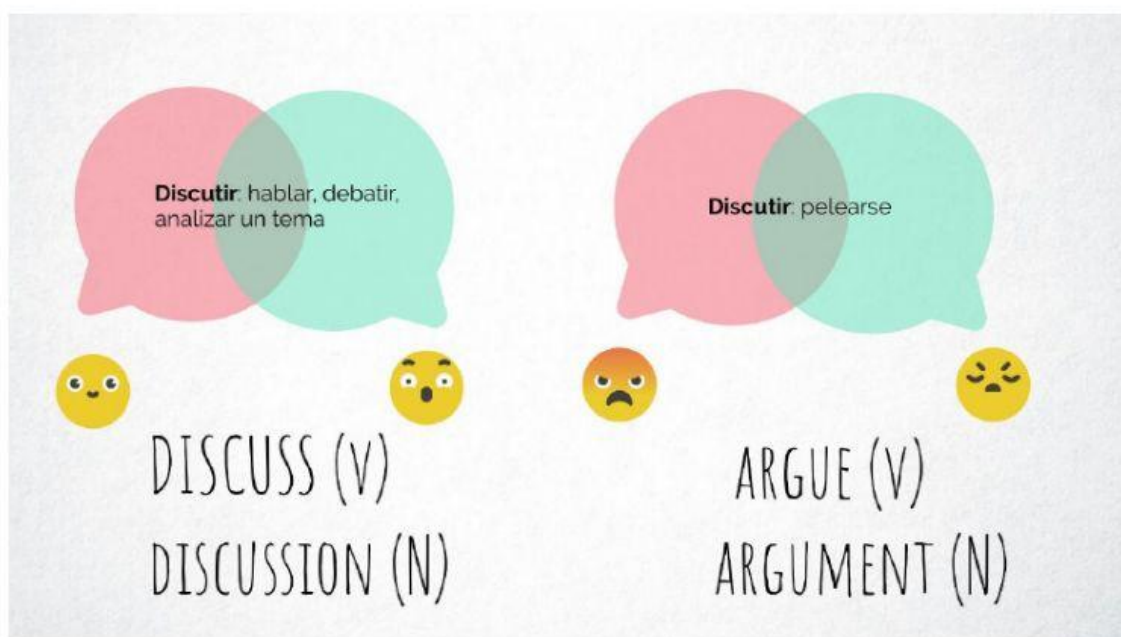 Discutir: hablar, debatir,
analizar un tema
DISCUSS (V)
DISCUSSION (N)
Discutir: pelearse
ARGUE (V)
ARGUMENT (N)